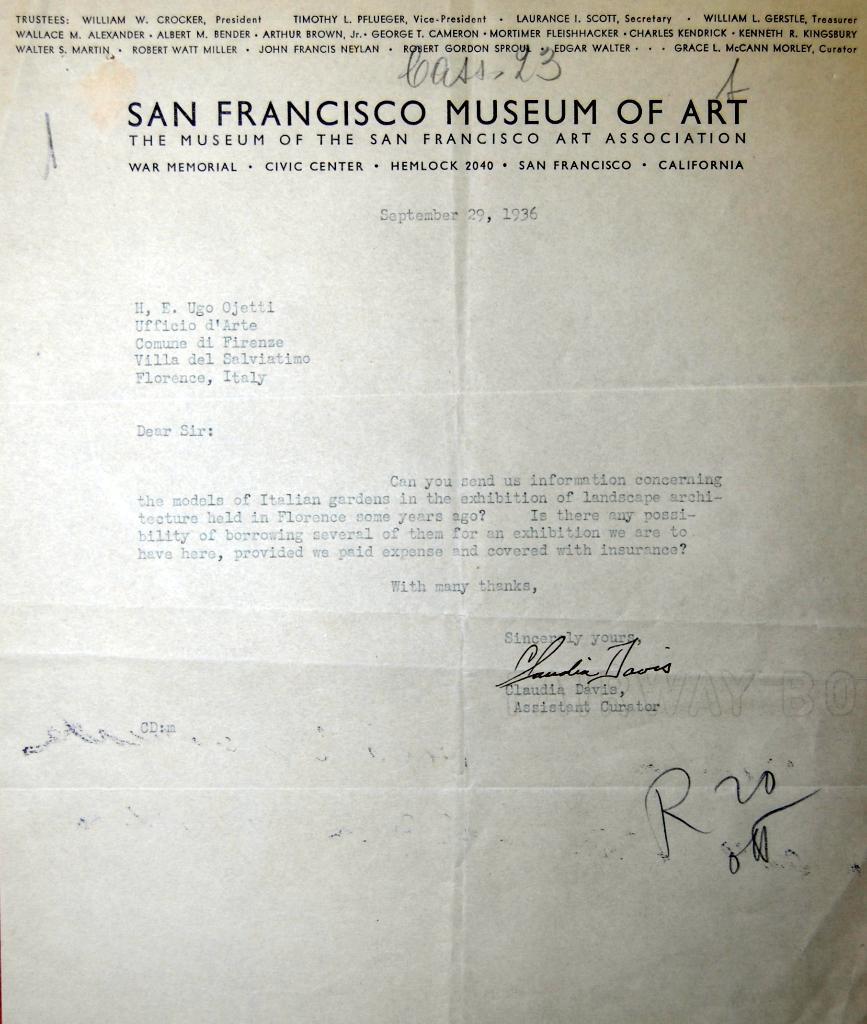 TRUSTEES: WILLIAM W. CROCKER, President TIMOTHY L. PFLUEGER, Vice-President • LAURANCE I. SCOTT, Secretary • WILLIAM L. GERSTLE, Treasurer
WALLACE M. ALEXANDER • ALBERT M. BENDER • ARTHUR BROWN, Jr. • GEORGE T. CAMERON • MORTIMER FLEISHHACKER • CHARLES KENDRICK • KENNETH R. KINGSBURY
WALTER S. MARTIN • ROBERT WATT MILLER • JOHN FRANCIS NEYLAN • ROBERT GORDON SPROUL • EDGAR WALTER • • • GRACE L. McCANN MORLEY, Curator
Cass. 23
SAN FRANCISCO MUSEUM OF ART
THE MUSEUM OF THE SAN FRANCISCO ART ASSOCIATION
WAR MEMORIAL • CIVIC CENTER • HEMLOCK 2040 • SAN FRANCISCO • CALIFORNIA
September 29, 1936
H, E. Ugo Ojetti
Ufficio d'Arte
Comune di Firenze
Villa del Salviatimo
Florence, Italy
Dear Sir:
Can you send us information concerning
the models of Italian gardens in the exhibition of landscape archi-
tecture held in Florence some years ago? Is there any possi-
bility of borrowing several of them for an exhibition we are to
have here, provided we paid expense and covered with insurance?
With many thanks,
Sincerely yours,
Claudia Davis
Claudia Davis,
Assistant Curator
WAY BO
CD:m
R 20
ott